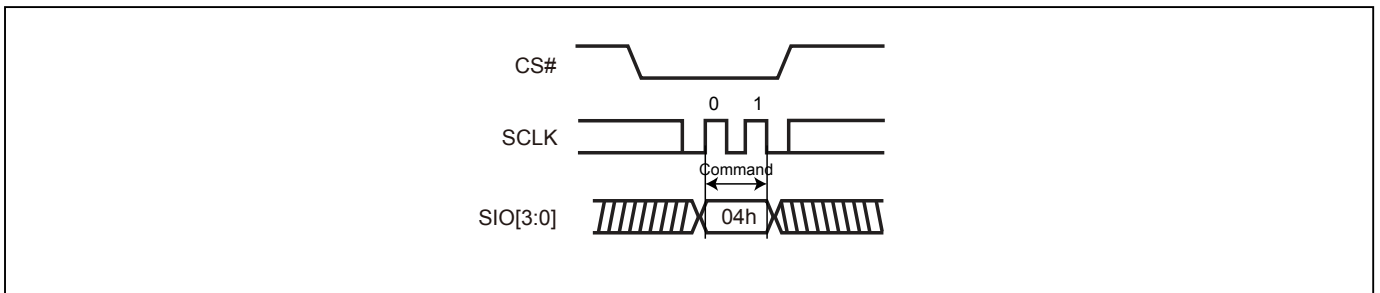 CS#
0 1
SCLK
Command
SIO[3:0] 04h